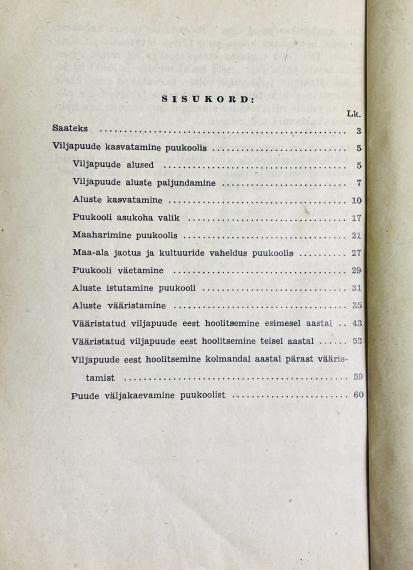 SISUKORD:
Lk.
Saateks ........................................ 3
Viljapuude kasvatamine puukoolis ...................... 5
Viljapuude alused .............................. 5
Viljapuude aluste paljundamine .................... 7
Aluste kasvatamine ............................. 10
Puukooli asukoha valik .......................... 17
Maaharimine puukoolis ........................... 21
Maa-ala jaotus ja kultuuride vaheldus puukoolis .......... 27
Puukooli väetamine ............................. 29
Aluste istutamine puukooli ........................ 31
Aluste vääristamine ............................. 35
Vääristatud viljapuude eest hoolitsemine esimesel aastal .. 43
Vääristatud viljapuude eest hoolitsemine teisel aastal ...... 53
Viljapuude eest hoolitsemine kolmandal aastal pärast vääris-
tamist ..................................... 59
Puude väljakaevamine puukoolist .................... 60